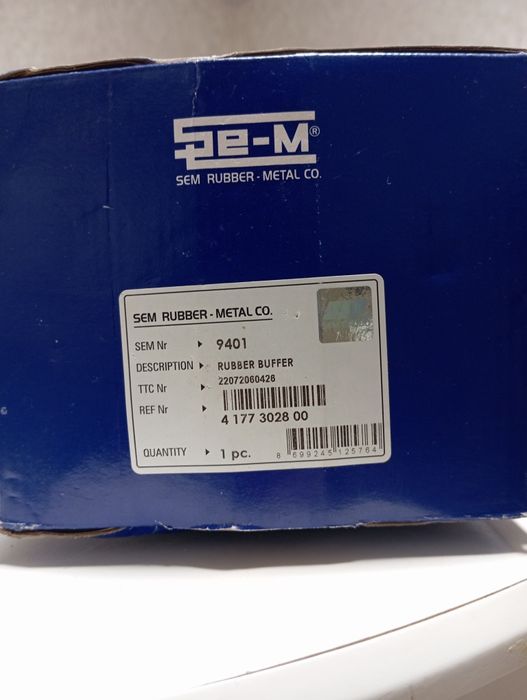 Se-M®
SEM RUBBER - METAL CO.
SEM RUBBER - METAL CO.
SEM Nr ▸ 9401
DESCRIPTION ▸ RUBBER BUFFER
TTC Nr ▸ 22072060426
REF Nr ▸ 4 177 3028 00
QUANTITY ▸ 1 pc.
8 699245 125764